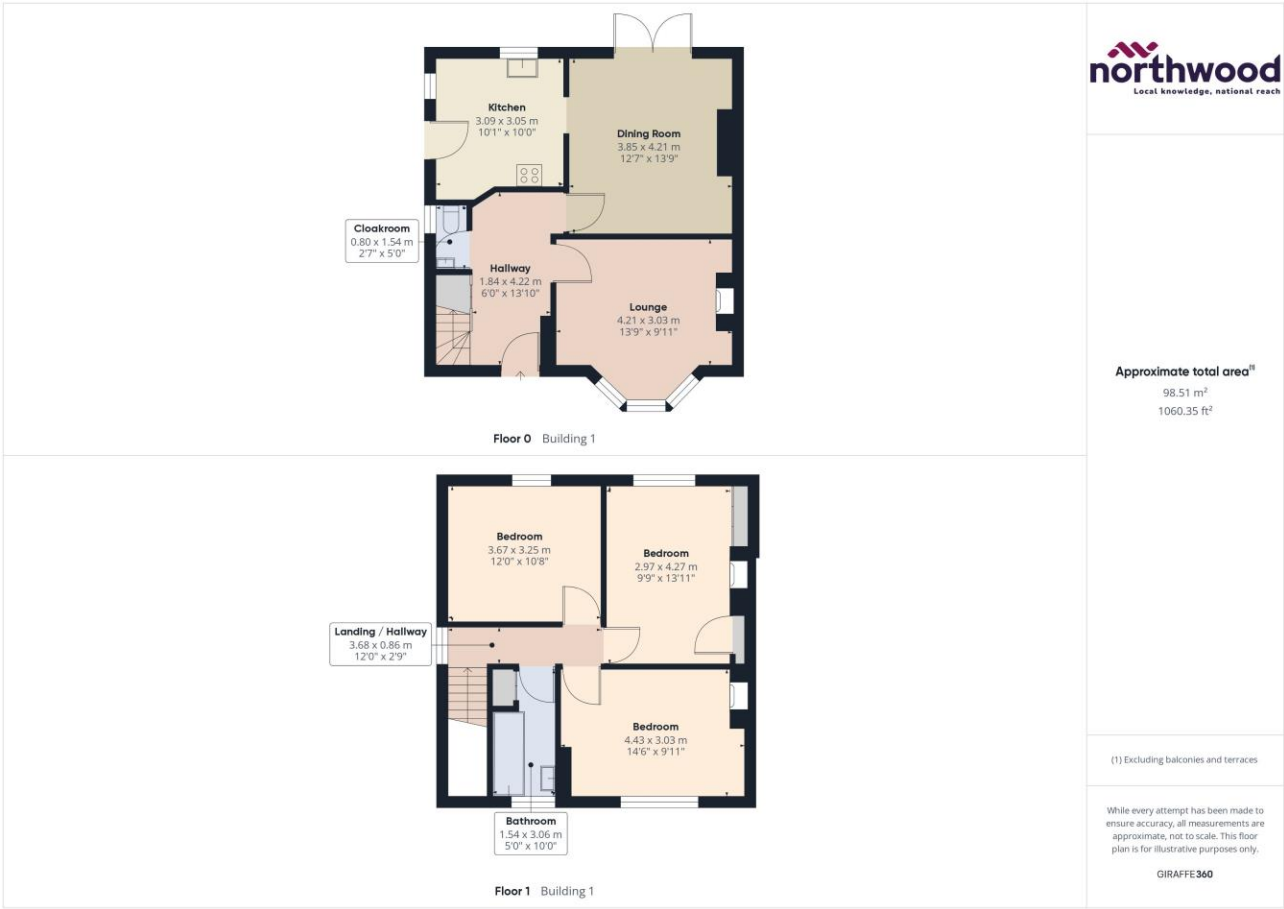 Kitchen
3.09 x 3.05 m
10'1" x 10'0"
Dining Room
3.85 x 4.21 m
12'7" x 13'9"
Cloakroom
0.80 x 1.54 m
2'7" x 5'0"
Hallway
1.84 x 4.22 m
6'0" x 13'10"
Lounge
4.21 x 3.03 m
13'9" x 9'11"
Floor 0 Building 1
Bedroom
3.67 x 3.25 m
12'0" x 10'8"
Bedroom
2.97 x 4.27 m
9'9" x 13'11"
Landing / Hallway
3.68 x 0.86 m
12'0" x 2'9"
Bedroom
4.43 x 3.03 m
14'6" x 9'11"
Bathroom
1.54 x 3.06 m
5'0" x 10'0"
Floor 1 Building 1
northwood
Local knowledge, national reach
Approximate total area(1)
98.51 m²
1060.35 ft²
(1) Excluding balconies and terraces
While every attempt has been made to
ensure accuracy, all measurements are
approximate, not to scale. This floor
plan is for illustrative purposes only.
GIRAFFE360